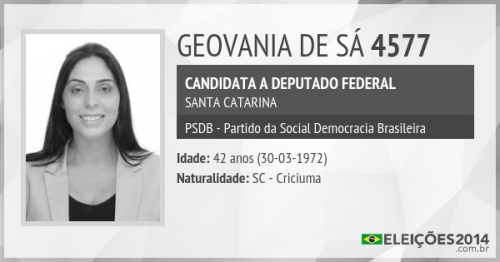 GEOVANIA DE SÁ 4577
CANDIDATA A DEPUTADO FEDERAL
SANTA CATARINA
PSDB - Partido da Social Democracia Brasileira
Idade: 42 anos (30-03-1972)
Naturalidade: SC - Criciuma
ELEIÇÕES2014
.com.br